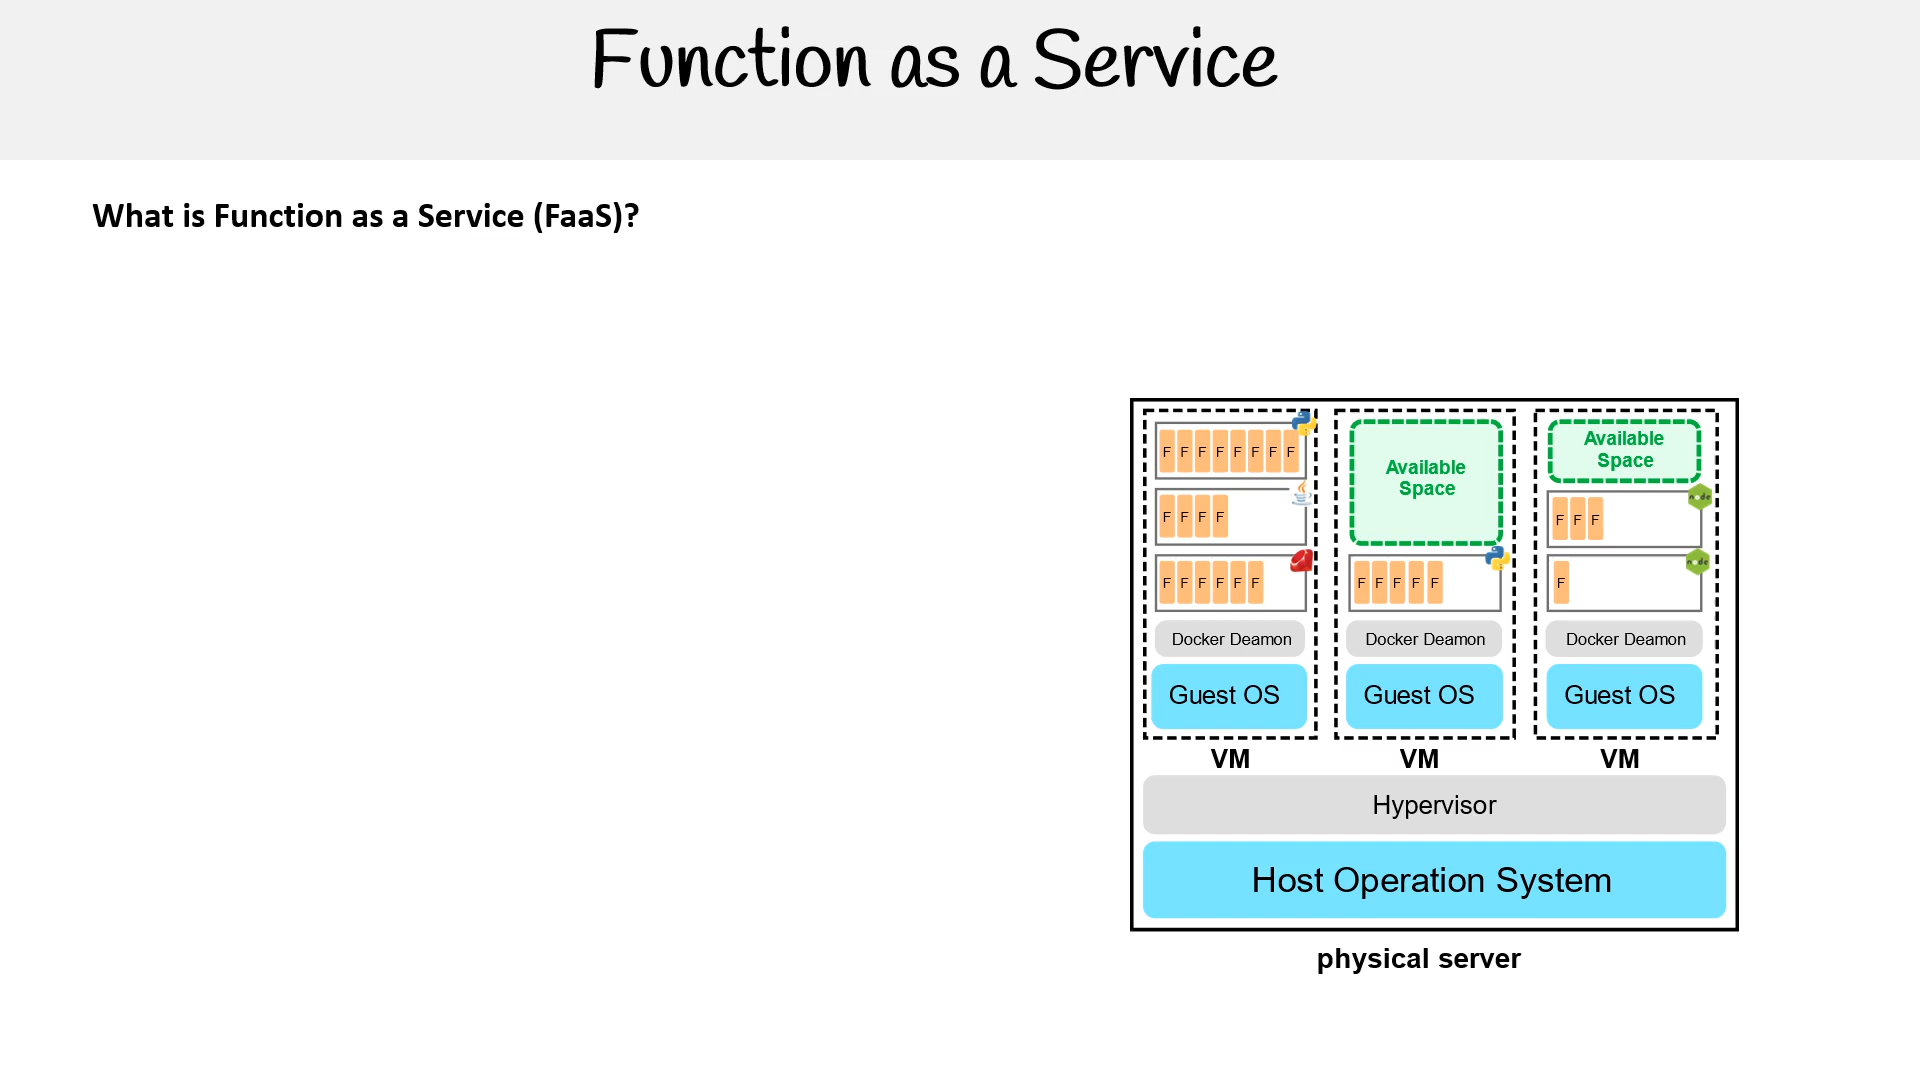 Function as a Service
What is Function as a Service (FaaS)?
F F F F F F F F
F F F F
F F F F F F
Docker Deamon
Guest OS
VM
Available
Space
F F F F F
Docker Deamon
Guest OS
VM
Available
Space
F F F
F
Docker Deamon
Guest OS
VM
Hypervisor
Host Operation System
physical server